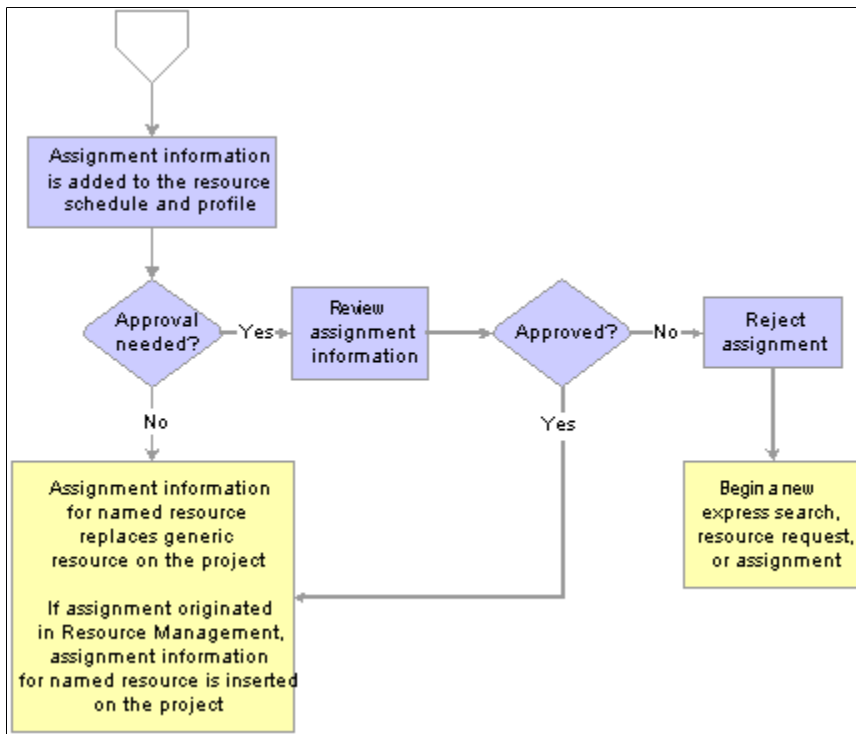 Assignment information
is added to the resource
schedule and profile
Approval
needed?
Yes
Review
assignment
information
Approved?
No
Reject
assignment
No
Yes
Assignment information
for named resource
replaces generic
resource on the project
If assignment originated
in Resource Management,
assignment information
for named resource is inserted
on the project
Begin a new
express search,
resource request,
or assignment